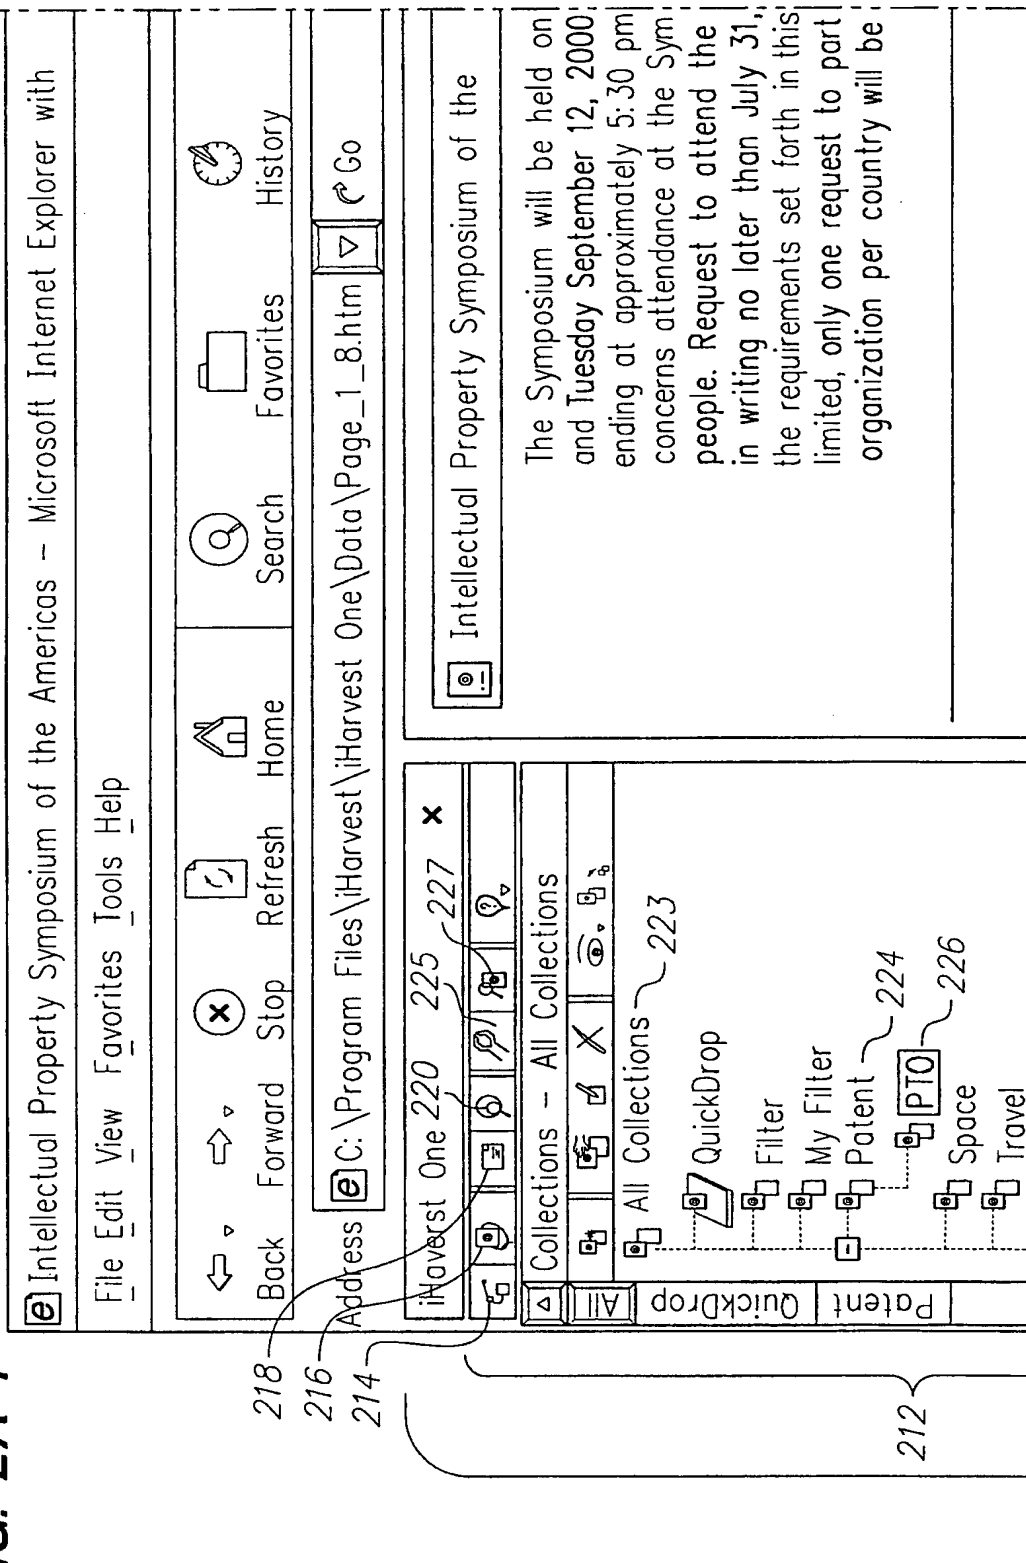 Intellectual Property Symposium of the Americas – Microsoft Internet Explorer with
File Edit View Favorites Tools Help
Back Forward Stop Refresh Home Search Favorites History
Address C:\Program Files\iHarvest\iHarvest One\Data\Page_1_8.htm Go
218
216
214
iHaverst One 220 225 227
Collections – All Collections
All
QuickDrop
Patent
All Collections 223
QuickDrop
Filter
My Filter
Patent 224
PTO 226
Space
Travel
212
Intellectual Property Symposium of the
The Symposium will be held on
and Tuesday September 12, 2000
ending at approximately 5:30 pm
concerns attendance at the Sym
people. Request to attend the
in writing no later than July 31,
the requirements set forth in this
limited, only one request to part
organization per country will be